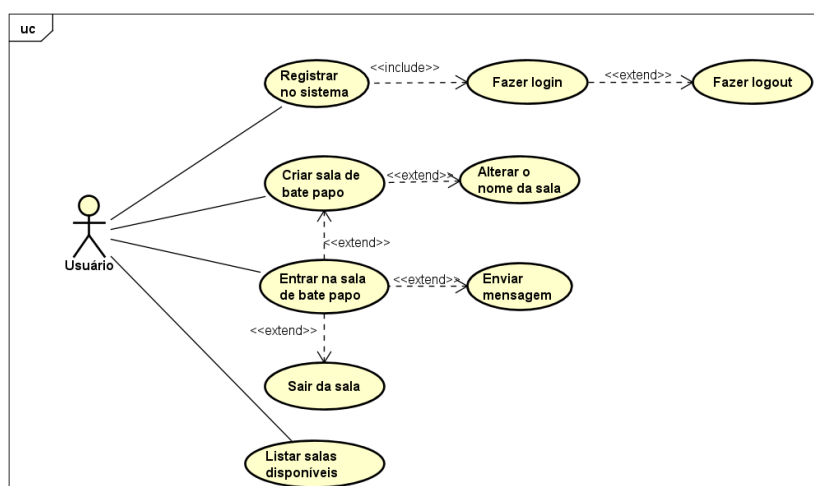 uc
Registrar
no sistema
<<include>>
Fazer login
<<extend>>
Fazer logout
Criar sala de
bate papo
<<extend>>
Alterar o
nome da sala
<<extend>>
Usuário
Entrar na sala
de bate papo
<<extend>>
Enviar
mensagem
<<extend>>
Sair da sala
Listar salas
disponíveis